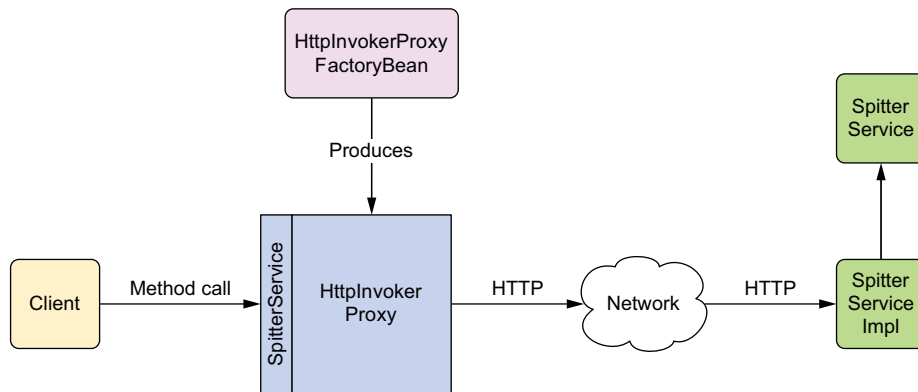 HttpInvokerProxy
FactoryBean
Produces
Spitter
Service
Client
Method call
SpitterService
HttpInvoker
Proxy
HTTP
Network
HTTP
Spitter
Service
Impl